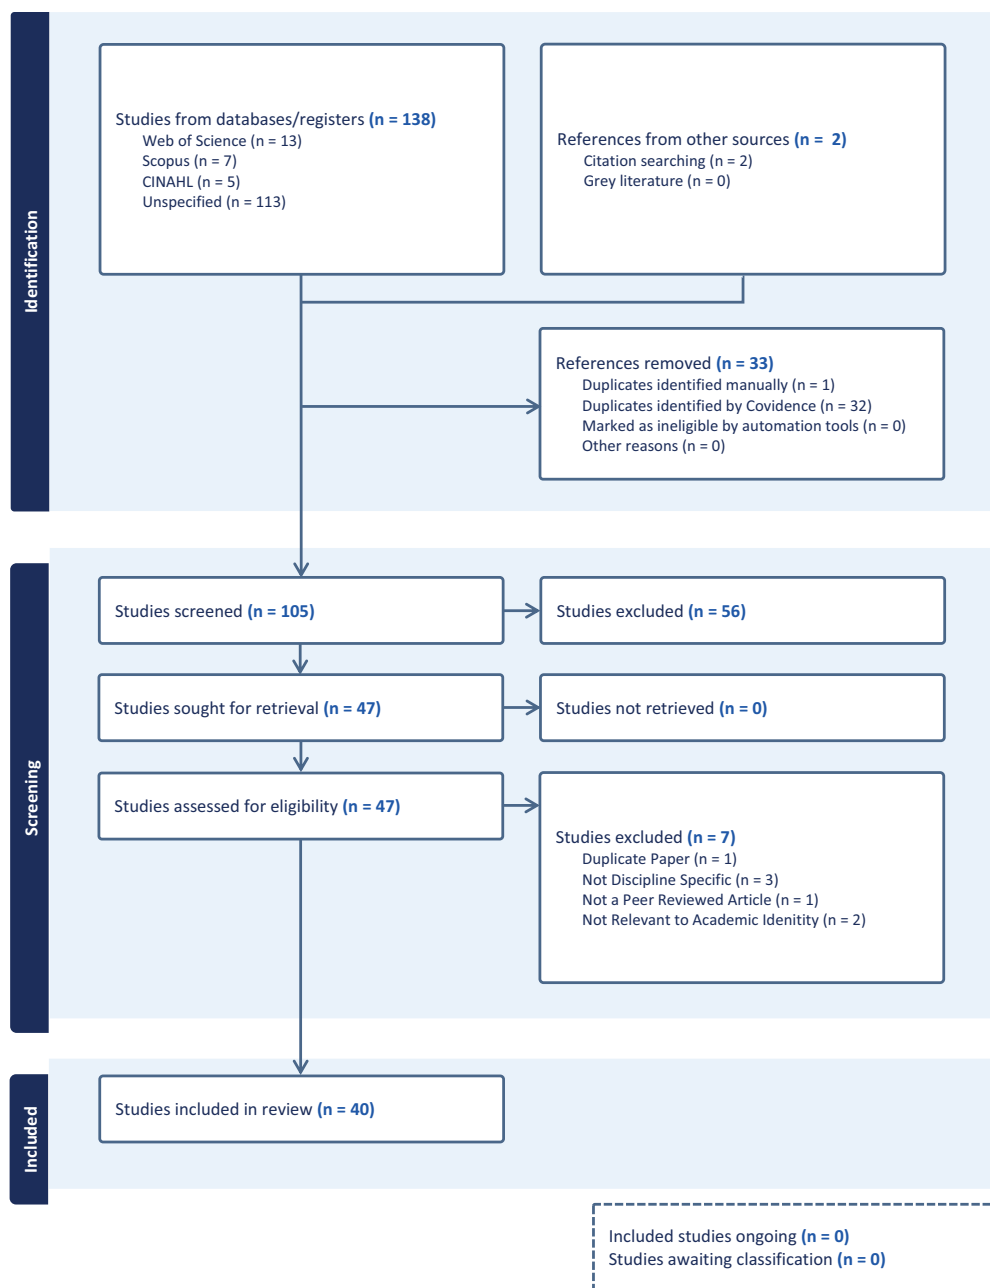 Identification
Studies from databases/registers (n = 138)
Web of Science (n = 13)
Scopus (n = 7)
CINAHL (n = 5)
Unspecified (n = 113)
References from other sources (n =  2)
Citation searching (n = 2)
Grey literature (n = 0)
References removed (n = 33)
Duplicates identified manually (n = 1)
Duplicates identified by Covidence (n = 32)
Marked as ineligible by automation tools (n = 0)
Other reasons (n = 0)
Screening
Studies screened (n = 105)
Studies excluded (n = 56)
Studies sought for retrieval (n = 47)
Studies not retrieved (n = 0)
Studies assessed for eligibility (n = 47)
Studies excluded (n = 7)
Duplicate Paper (n = 1)
Not Discipline Specific (n = 3)
Not a Peer Reviewed Article (n = 1)
Not Relevant to Academic Idenitity (n = 2)
Included
Studies included in review (n = 40)
Included studies ongoing (n = 0)
Studies awaiting classification (n = 0)